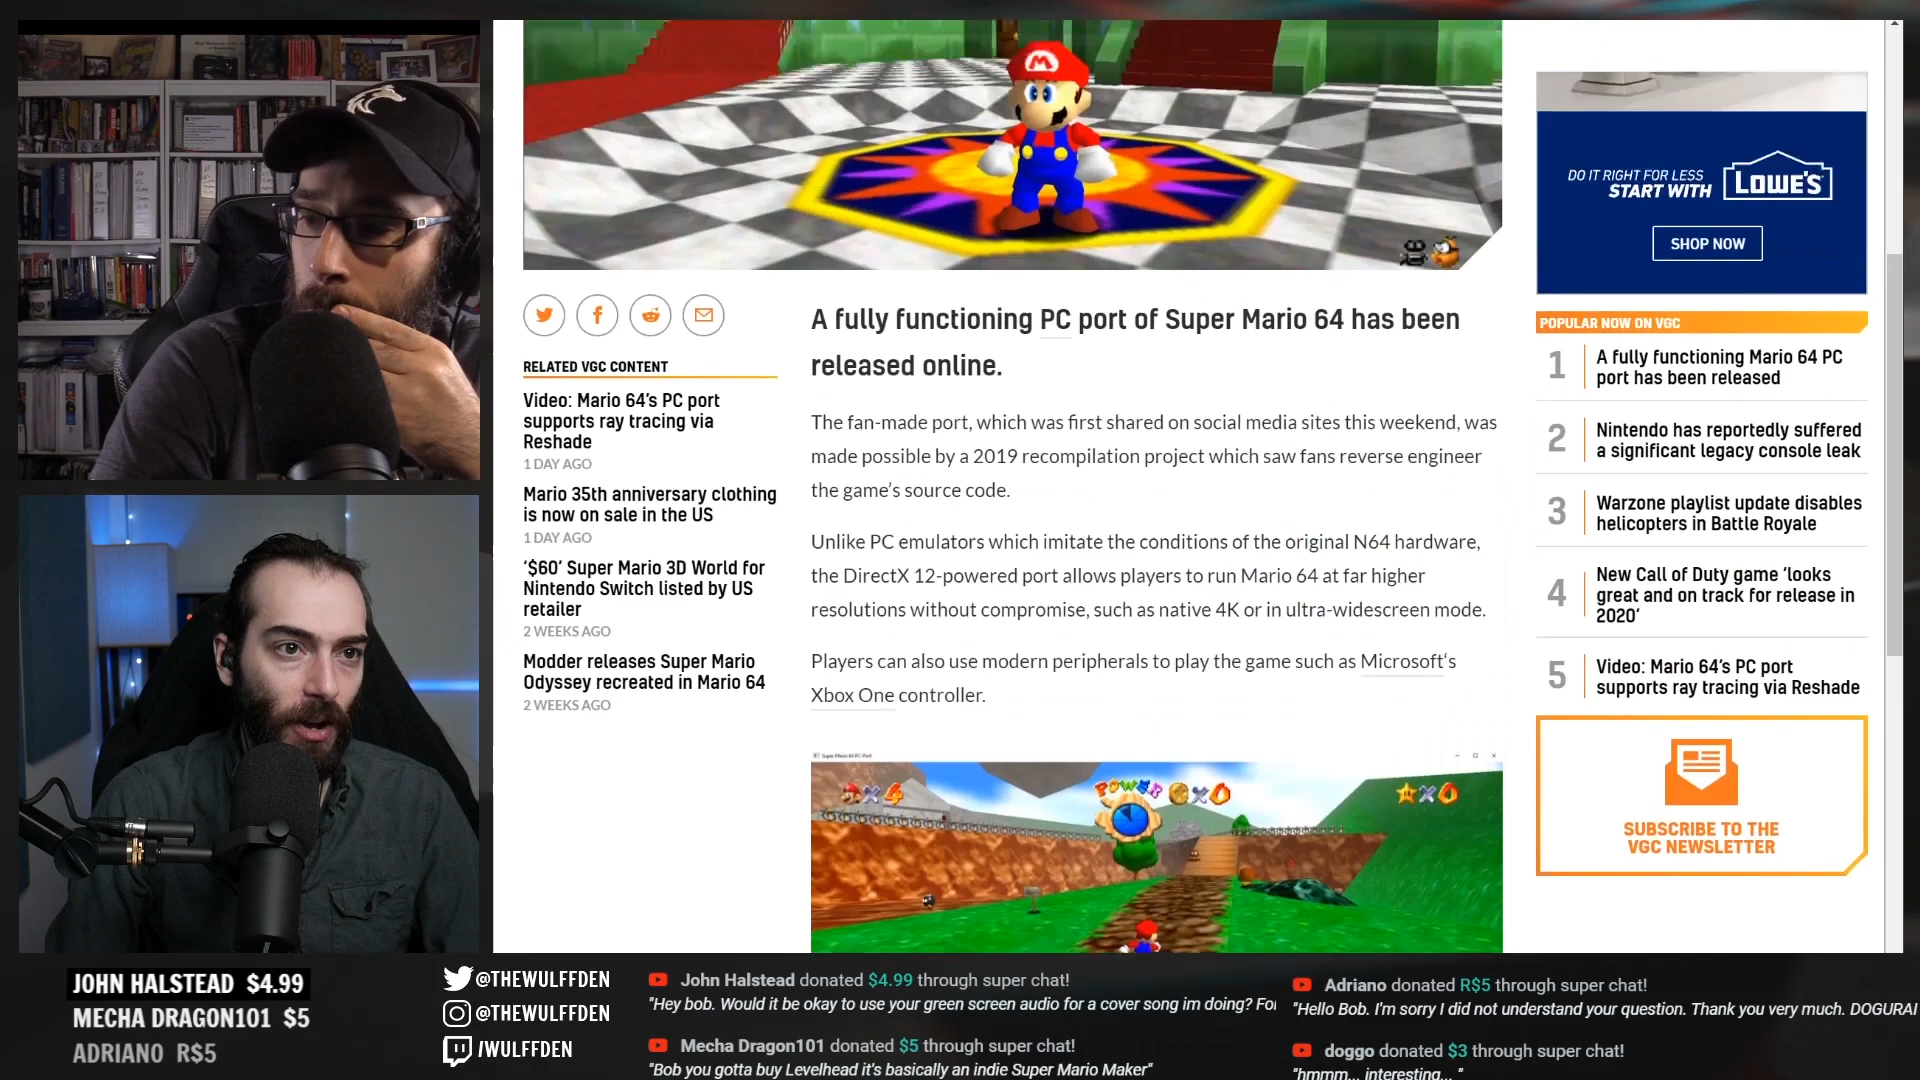 DO IT RIGHT FOR LESS
START WITH
LOWE'S
SHOP NOW
A fully functioning PC port of Super Mario 64 has been
released online.
The fan-made port, which was first shared on social media sites this weekend, was
made possible by a 2019 recompilation project which saw fans reverse engineer
the game's source code.
Unlike PC emulators which imitate the conditions of the original N64 hardware,
the DirectX 12-powered port allows players to run Mario 64 at far higher
resolutions without compromise, such as native 4K or in ultra-widescreen mode.
Players can also use modern peripherals to play the game such as Microsoft‘s
Xbox One controller.
RELATED VGC CONTENT
Video: Mario 64’s PC port
supports ray tracing via
Reshade
1 DAY AGO
Mario 35th anniversary clothing
is now on sale in the US
1 DAY AGO
‘$60’ Super Mario 3D World for
Nintendo Switch listed by US
retailer
2 WEEKS AGO
Modder releases Super Mario
Odyssey recreated in Mario 64
2 WEEKS AGO
POPULAR NOW ON VGC
1 A fully functioning Mario 64 PC
port has been released
2 Nintendo has reportedly suffered
a significant legacy console leak
3 Warzone playlist update disables
helicopters in Battle Royale
4 New Call of Duty game ‘looks
great and on track for release in
2020’
5 Video: Mario 64’s PC port
supports ray tracing via Reshade
SUBSCRIBE TO THE
VGC NEWSLETTER
Super Mario 64 PC-Port
x4
POWER
x0
x0
JOHN HALSTEAD $4.99
MECHA DRAGON101 $5
ADRIANO R$5
@THEWULFFDEN
@THEWULFFDEN
/WULFFDEN
John Halstead donated $4.99 through super chat!
"Hey bob. Would it be okay to use your green screen audio for a cover song im doing? Fo
Mecha Dragon101 donated $5 through super chat!
"Bob you gotta buy Levelhead it's basically an indie Super Mario Maker"
Adriano donated R$5 through super chat!
"Hello Bob. I'm sorry I did not understand your question. Thank you very much. DOGURAI
doggo donated $3 through super chat!
"hmmm... interesting... "